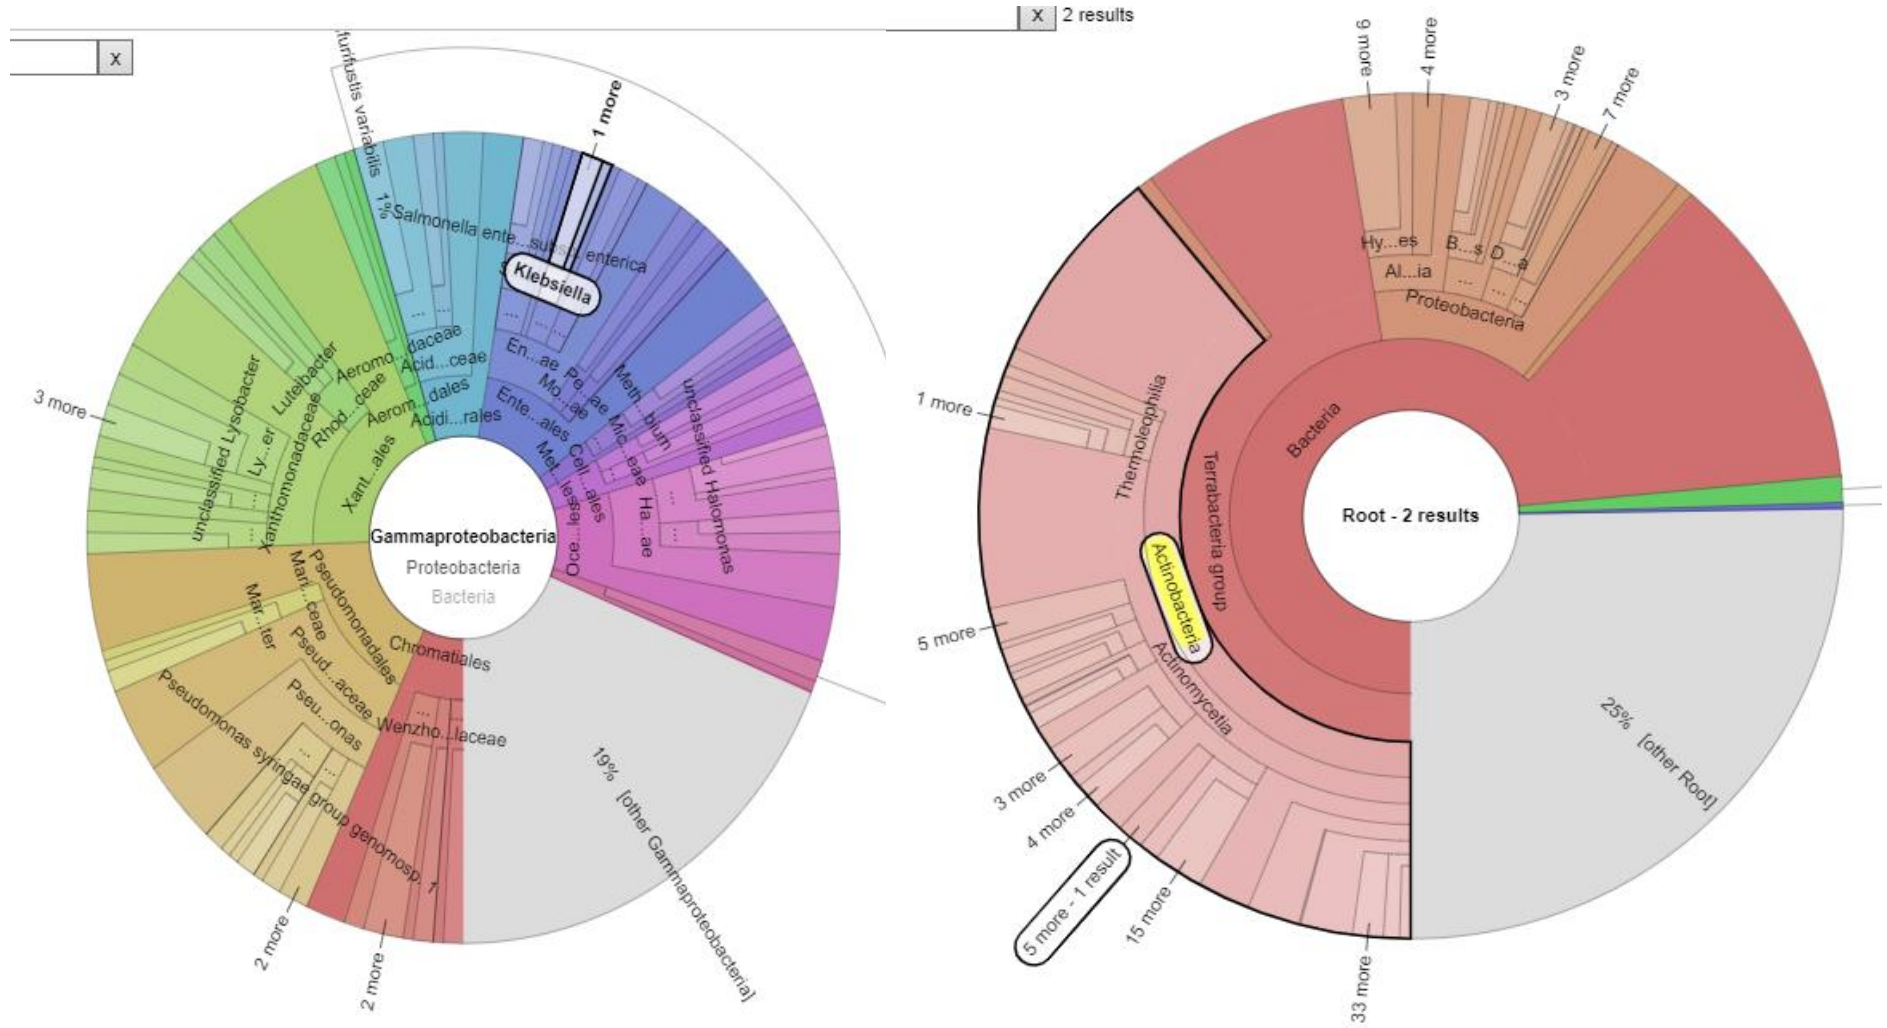 X
furifustis variabilis
1 more
1%
Salmonella ente...subsp. enterica
Klebsiella
...
...
...
...
...
Aeromo...daceae
Acid...ceae
Aerom...dales
Acidi...rales
En...ae
Pe...ae
Mo...ae
Ente...ales
Meth...bium
Mic...eae
Cell...ales
unclassified Halomonas
Ha...ae
Oce...
Luteibacter
Rhod...ceae
unclassified Lysobacter
Ly...er
Xanthomonadaceae
Xant...ales
3 more
Gammaproteobacteria
Proteobacteria
Bacteria
Pseudomonadales
Mari...ceae
Mar...ter
Pseud...aceae
Pseu...onas
Pseudomonas syringae group genomosp. 1
Chromatiales
Wenzho...laceae
2 more
2 more
19% [other Gammaproteobacteria]
X 2 results
9 more
4 more
3 more
7 more
Hy...es
B...s
D...a
Al...ia
...
...
...
Proteobacteria
Bacteria
Terrabacteria group
Thermoleophilia
1 more
Root - 2 results
Actinobacteria
Actinomycetia
5 more
3 more
4 more
5 more - 1 result
15 more
33 more
25% [other Root]